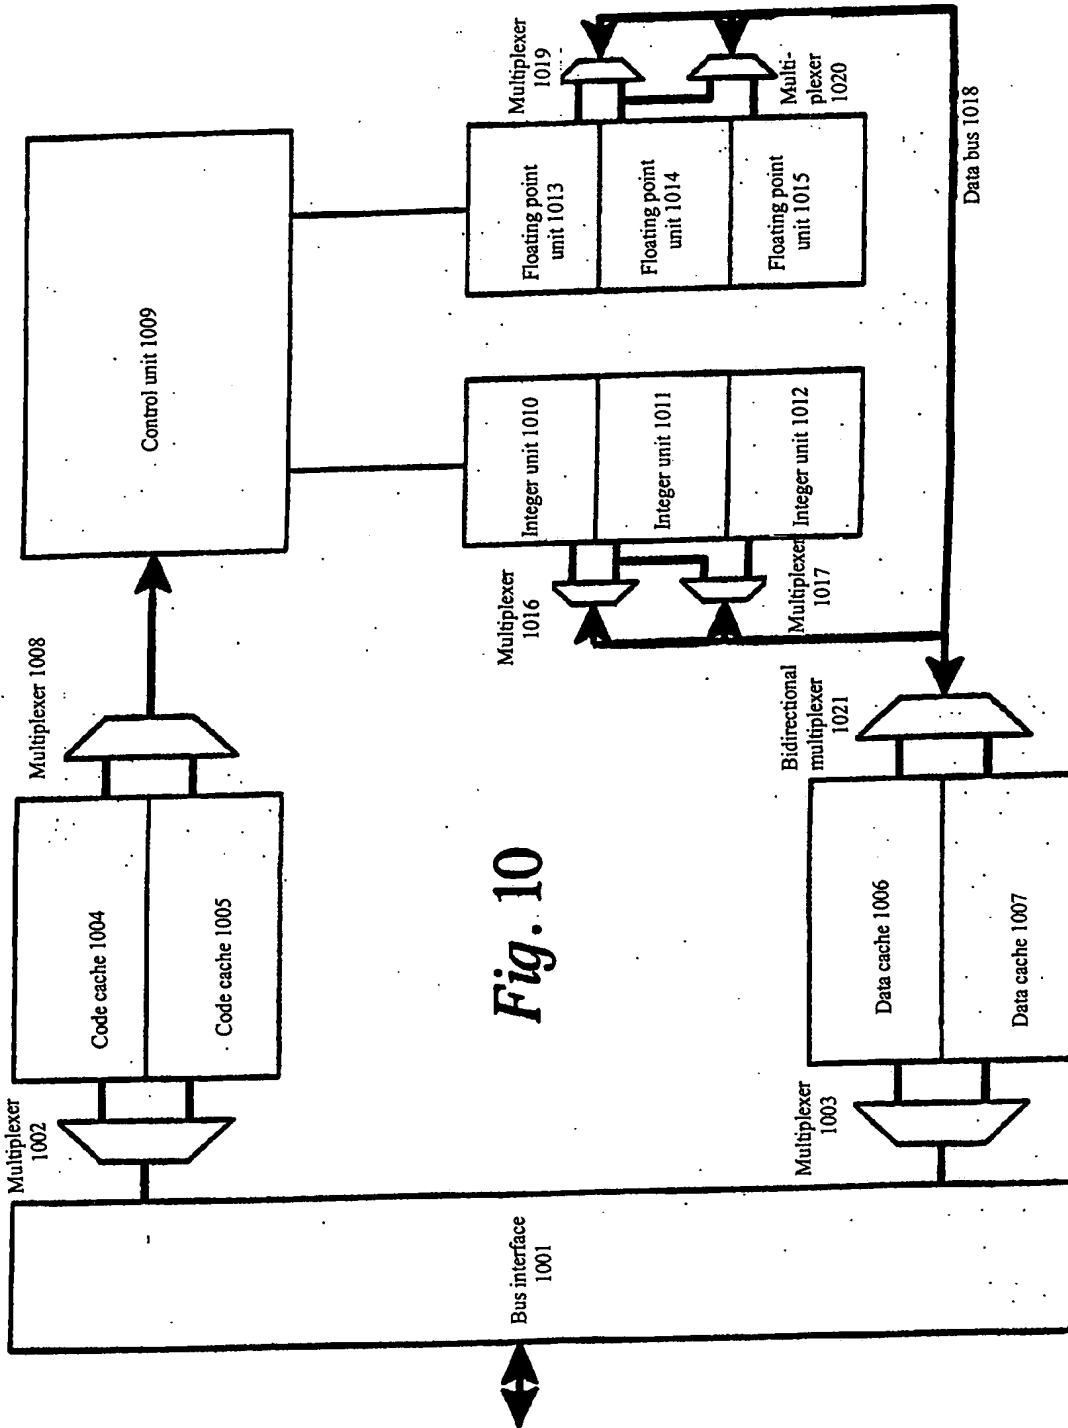 Multiplexer
1002
Code cache 1004
Code cache 1005
Multiplexer 1008
Control unit 1009
Bus interface
1001
Fig. 10
Multiplexer
1016
Multiplexer
1017
Integer unit 1010
Integer unit 1011
Integer unit 1012
Floating point
unit 1013
Floating point
unit 1014
Floating point
unit 1015
Multiplexer
1019
Multi-
plexer
1020
Multiplexer
1003
Data cache 1006
Data cache 1007
Bidirectional
multiplexer
1021
Data bus 1018